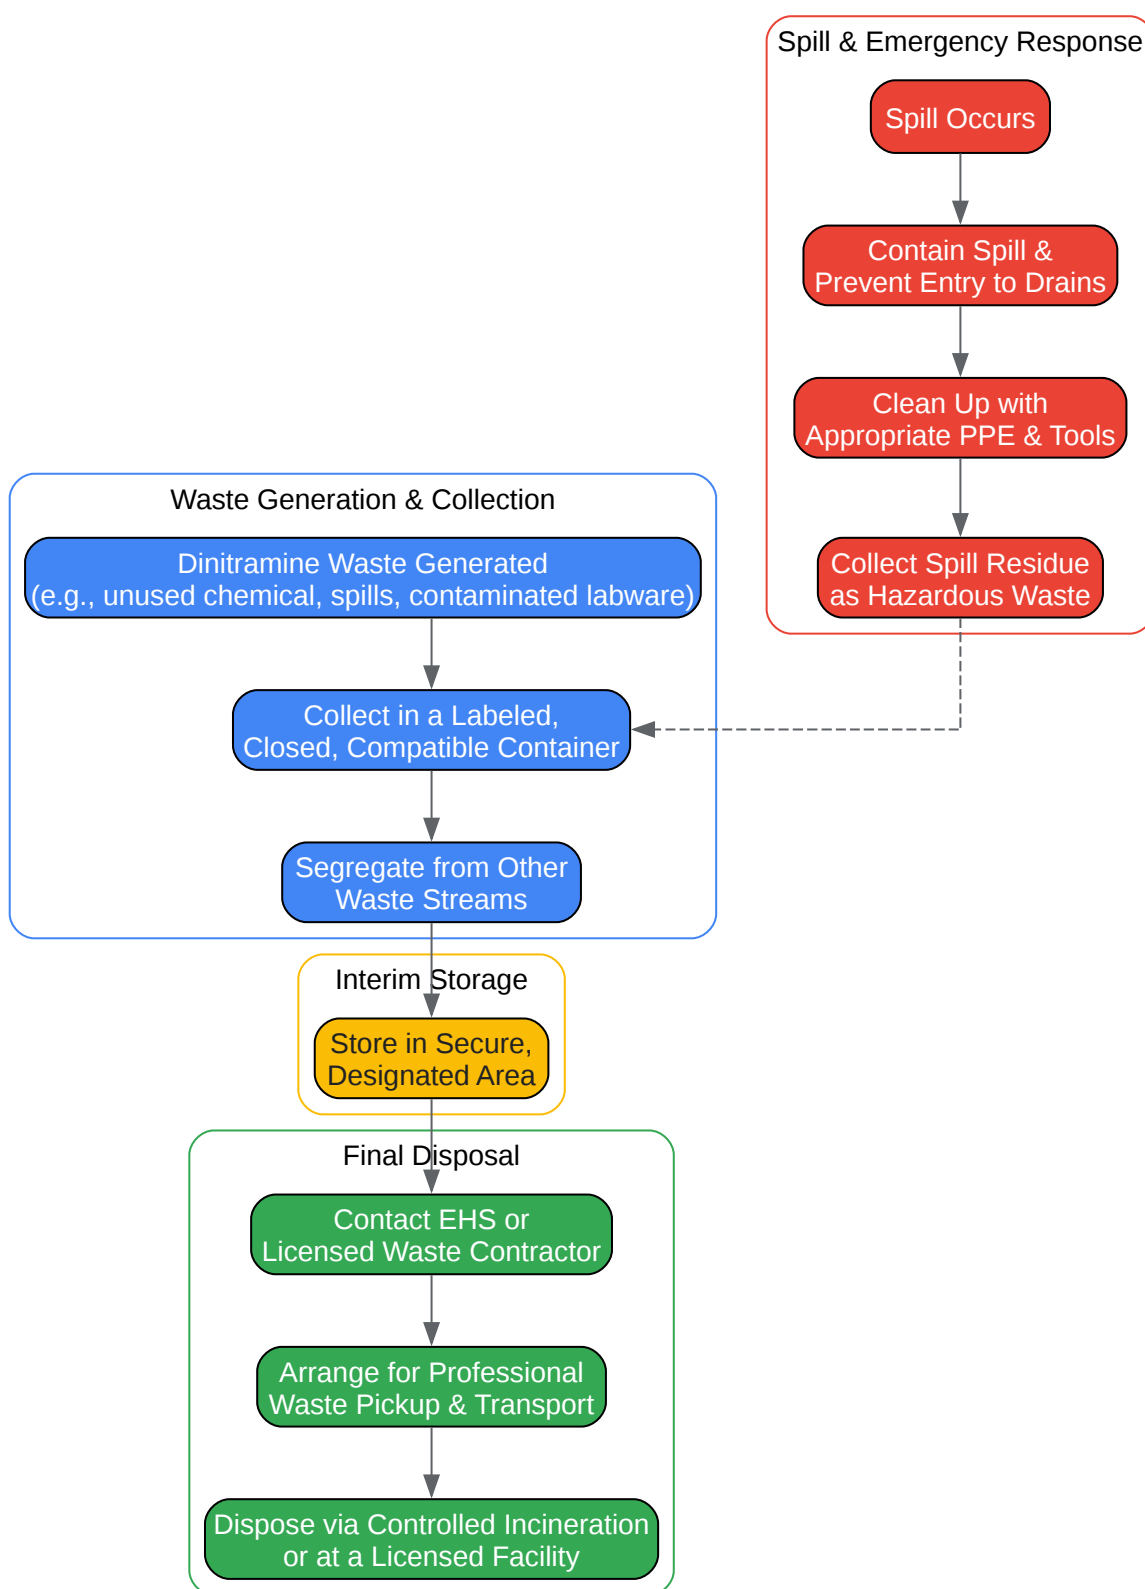 Spill & Emergency Response
Spill Occurs
Contain Spill &
Prevent Entry to Drains
Clean Up with
Appropriate PPE & Tools
Collect Spill Residue
as Hazardous Waste
Waste Generation & Collection
Dinitramine Waste Generated
(e.g., unused chemical, spills, contaminated labware)
Collect in a Labeled,
Closed, Compatible Container
Segregate from Other
Waste Streams
Interim Storage
Store in Secure,
Designated Area
Final Disposal
Contact EHS or
Licensed Waste Contractor
Arrange for Professional
Waste Pickup & Transport
Dispose via Controlled Incineration
or at a Licensed Facility